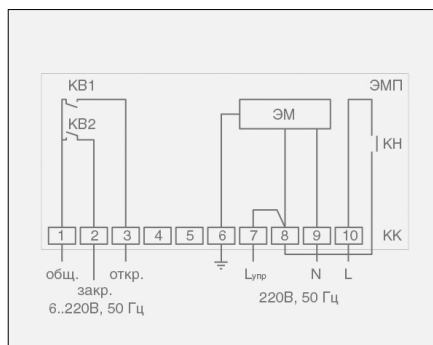 КВ1 ЭМП
ЭМ
КВ2
КН
1 2 3 4 5 6 7 8 9 10 КК
общ. откр. Lупр N L
закр.
6..220В, 50 Гц 220В, 50 Гц